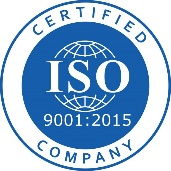 CERTIFIED
ISO
9001:2015
COMPANY